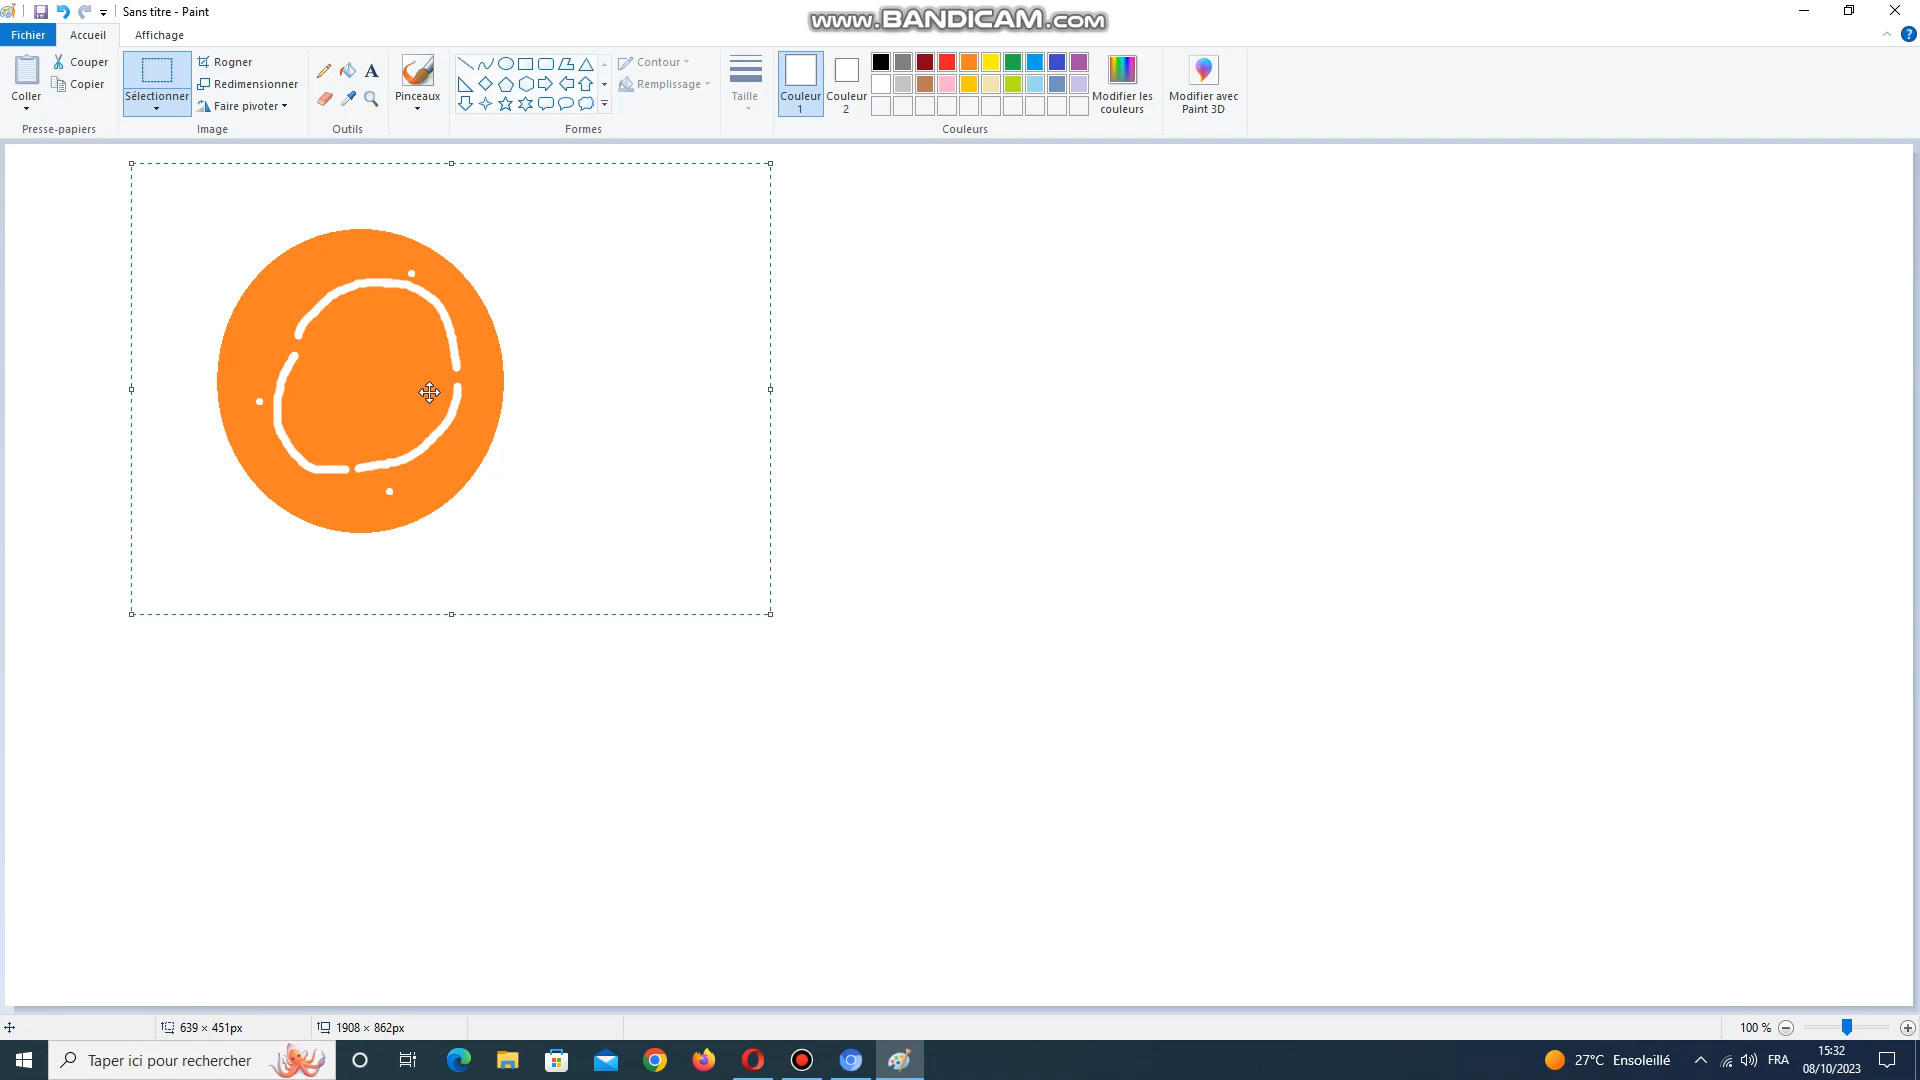 Sans titre - Paint
www.BANDICAM.com
Fichier Accueil Affichage
Coller
Couper
Copier
Presse-papiers
Sélectionner
Rogner
Redimensionner
Faire pivoter
Image
Outils
Pinceaux
Contour
Remplissage
Formes
Taille
Couleur 1
Couleur 2
Couleurs
Modifier les couleurs
Modifier avec Paint 3D
639 × 451px
1908 × 862px
100 %
Taper ici pour rechercher
27°C Ensoleillé
FRA
15:32
08/10/2023